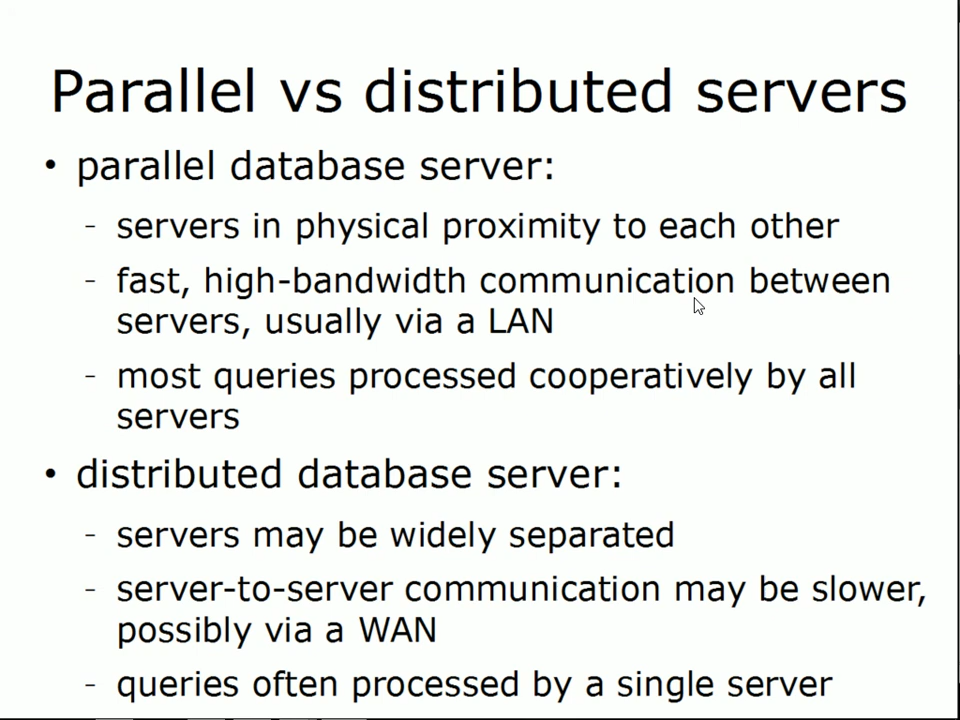 Parallel vs distributed servers
• parallel database server:
- servers in physical proximity to each other
- fast, high-bandwidth communication between
servers, usually via a LAN
- most queries processed cooperatively by all
servers
• distributed database server:
- servers may be widely separated
- server-to-server communication may be slower,
possibly via a WAN
- queries often processed by a single server